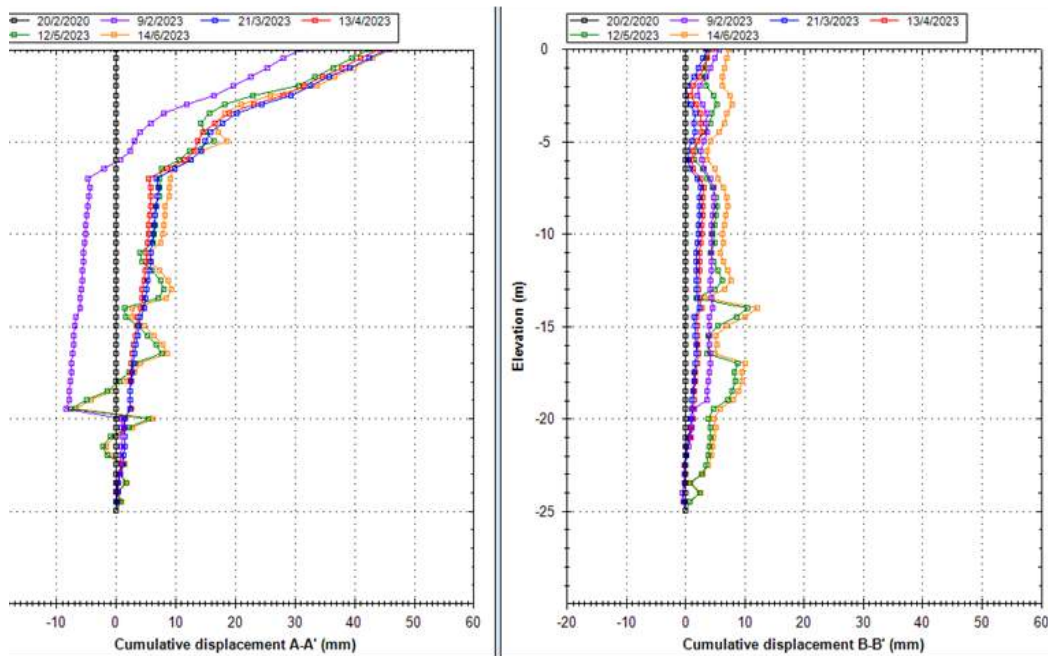 20/2/2020 9/2/2023 21/3/2023 13/4/2023
12/5/2023 14/6/2023
20/2/2020 9/2/2023 21/3/2023 13/4/2023
12/5/2023 14/6/2023
0
-5
-10
-15
-20
-25
Elevation (m)
-10 0 10 20 30 40 50 60
Cumulative displacement A-A' (mm)
-20 -10 0 10 20 30 40 50 60
Cumulative displacement B-B' (mm)